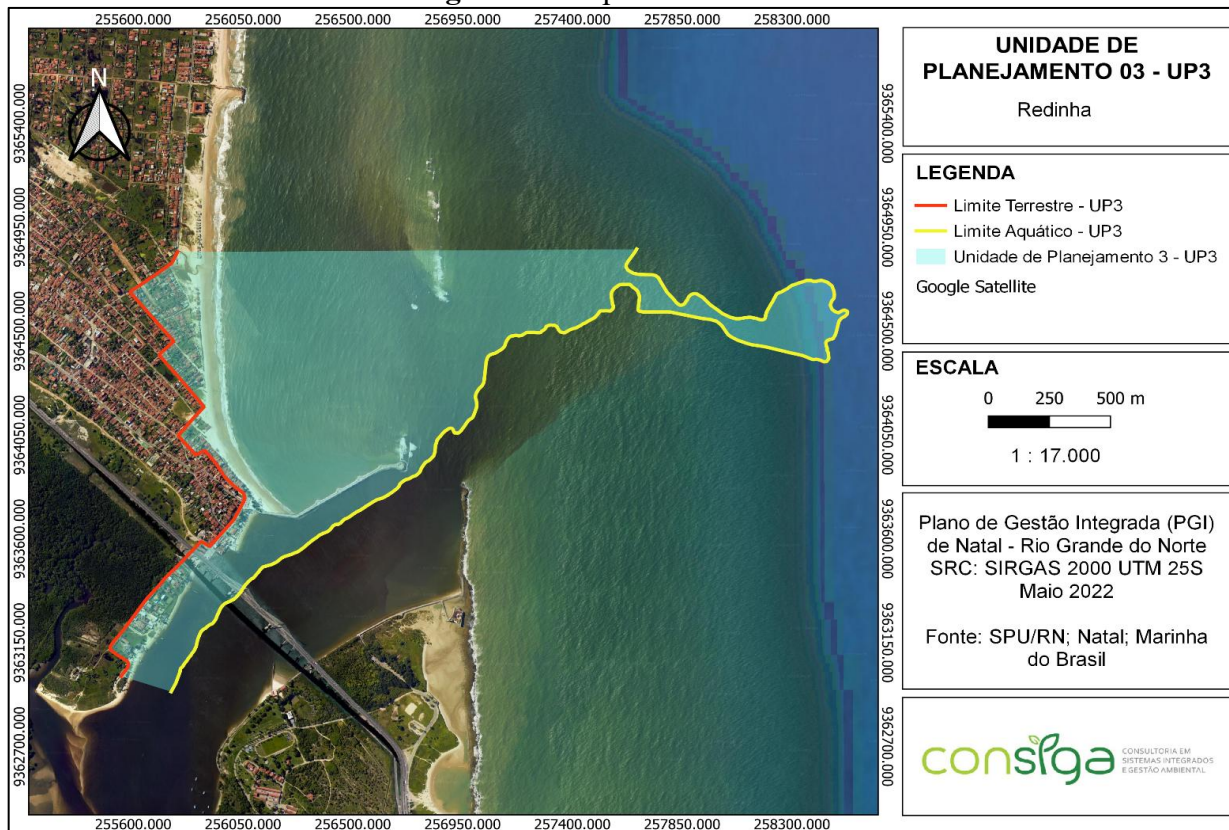 255600.000 256050.000 256500.000 256950.000 257400.000 257850.000 258300.000
9365400.000
9364950.000
9364500.000
9364050.000
9363600.000
9363150.000
9362700.000
N
9365400.000
9364950.000
9364500.000
9364050.000
9363600.000
9363150.000
9362700.000
255600.000 256050.000 256500.000 256950.000 257400.000 257850.000 258300.000
UNIDADE DE
PLANEJAMENTO 03 - UP3
Redinha
LEGENDA
Limite Terrestre - UP3
Limite Aquático - UP3
Unidade de Planejamento 3 - UP3
Google Satellite
ESCALA
0 250 500 m
1 : 17.000
Plano de Gestão Integrada (PGI)
de Natal - Rio Grande do Norte
SRC: SIRGAS 2000 UTM 25S
Maio 2022
Fonte: SPU/RN; Natal; Marinha
do Brasil
consiga
CONSULTORIA EM
SISTEMAS INTEGRADOS
E GESTÃO AMBIENTAL